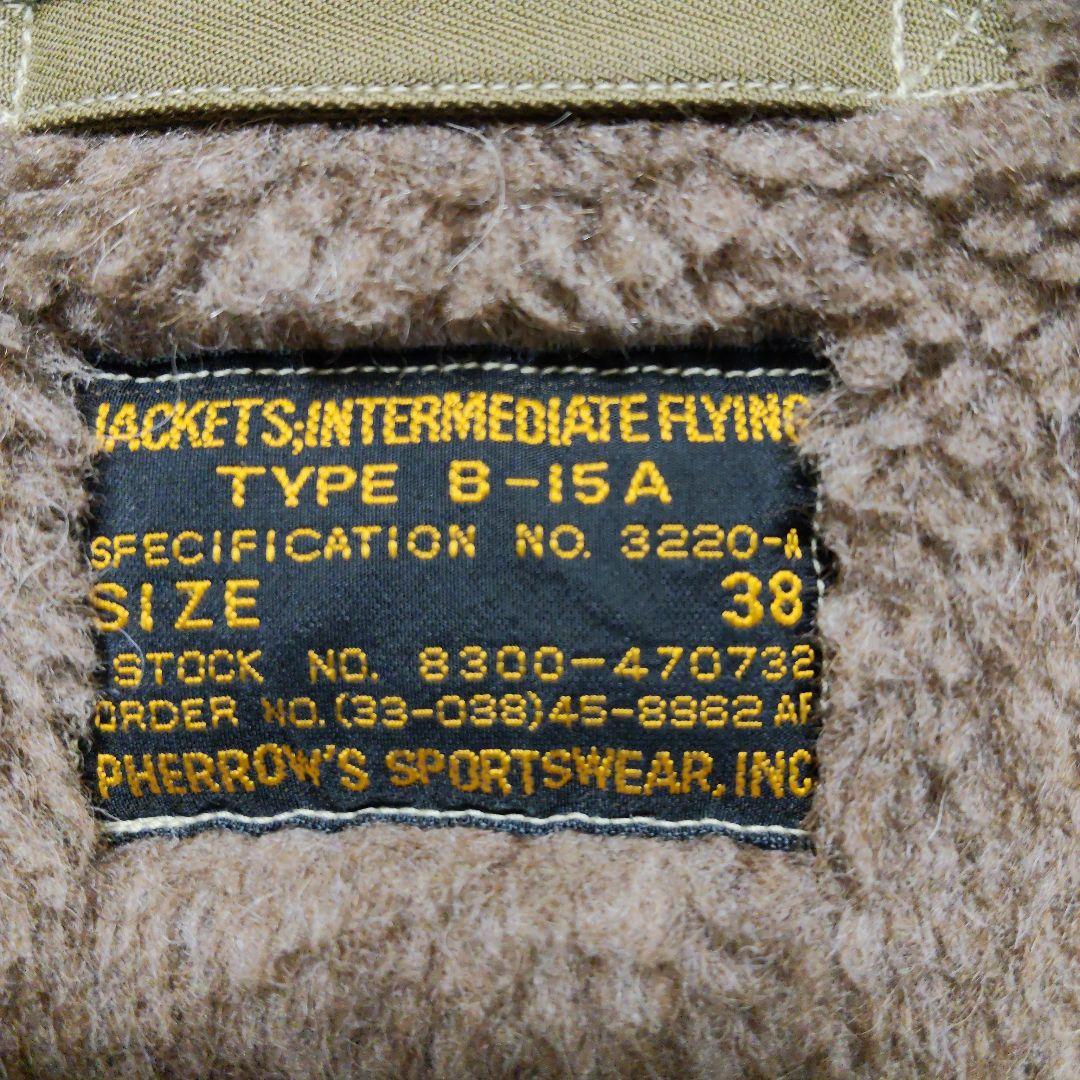 JACKETS;INTERMEDIATE FLYING
TYPE B-15A
SPECIFICATION NO. 3220-A
SIZE 38
STOCK NO. 8300-470732
ORDER NO.(33-038)45-8962 AF
PHERROW'S SPORTSWEAR, INC